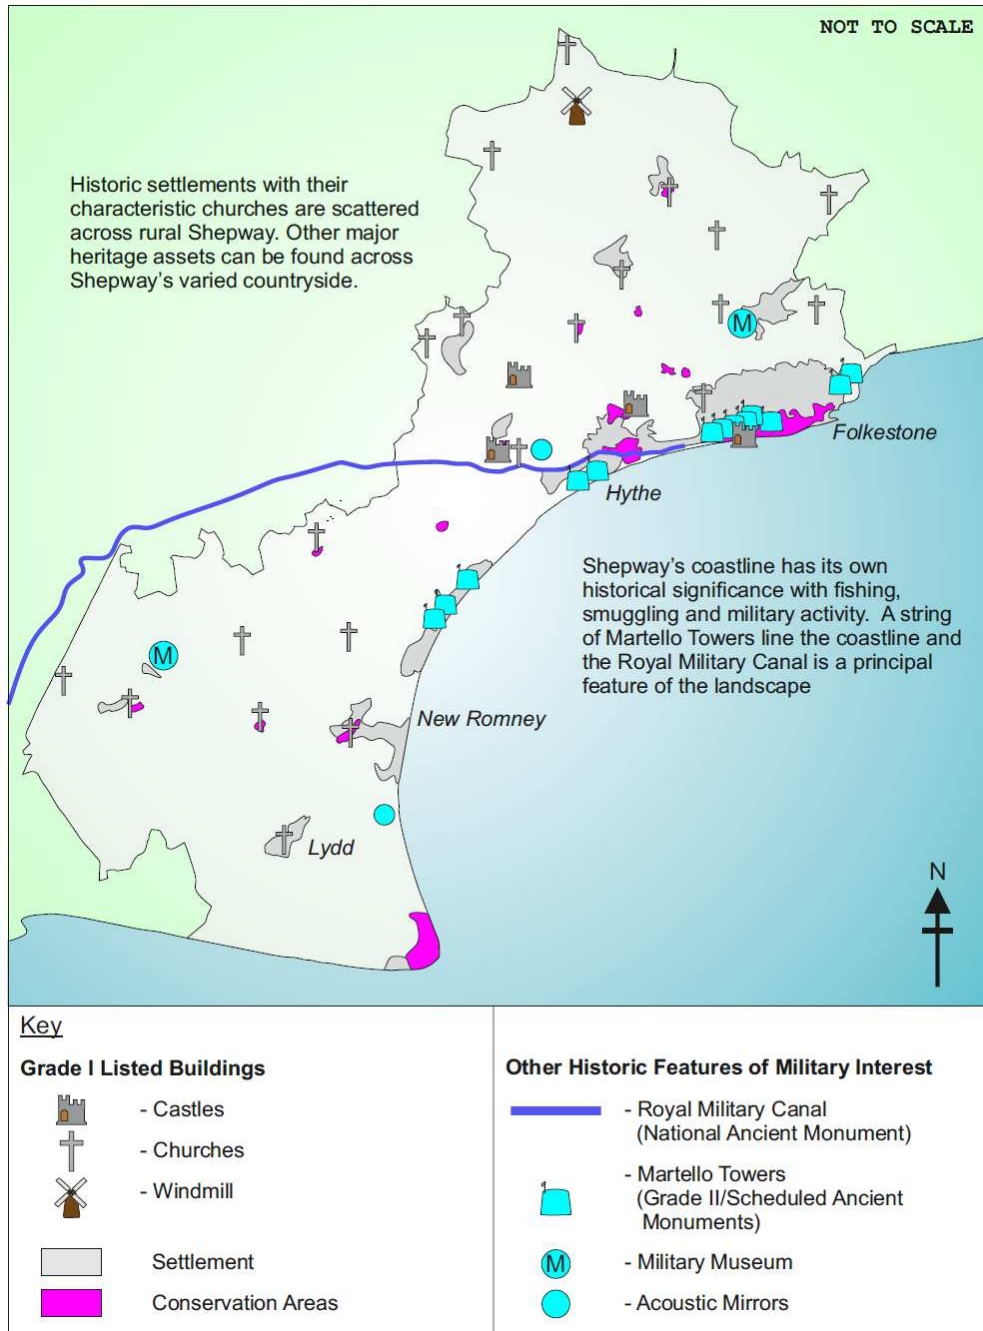 NOT TO SCALE
Historic settlements with their
characteristic churches are scattered
across rural Shepway. Other major
heritage assets can be found across
Shepway's varied countryside.
M
Folkestone
Hythe
Shepway's coastline has its own
historical significance with fishing,
smuggling and military activity.  A string
of Martello Towers line the coastline and
the Royal Military Canal is a principal
feature of the landscape
M
New Romney
Lydd
N
Key
Grade I Listed Buildings
- Castles
- Churches
- Windmill
Settlement
Conservation Areas
Other Historic Features of Military Interest
- Royal Military Canal
(National Ancient Monument)
- Martello Towers
(Grade II/Scheduled Ancient
Monuments)
M - Military Museum
- Acoustic Mirrors